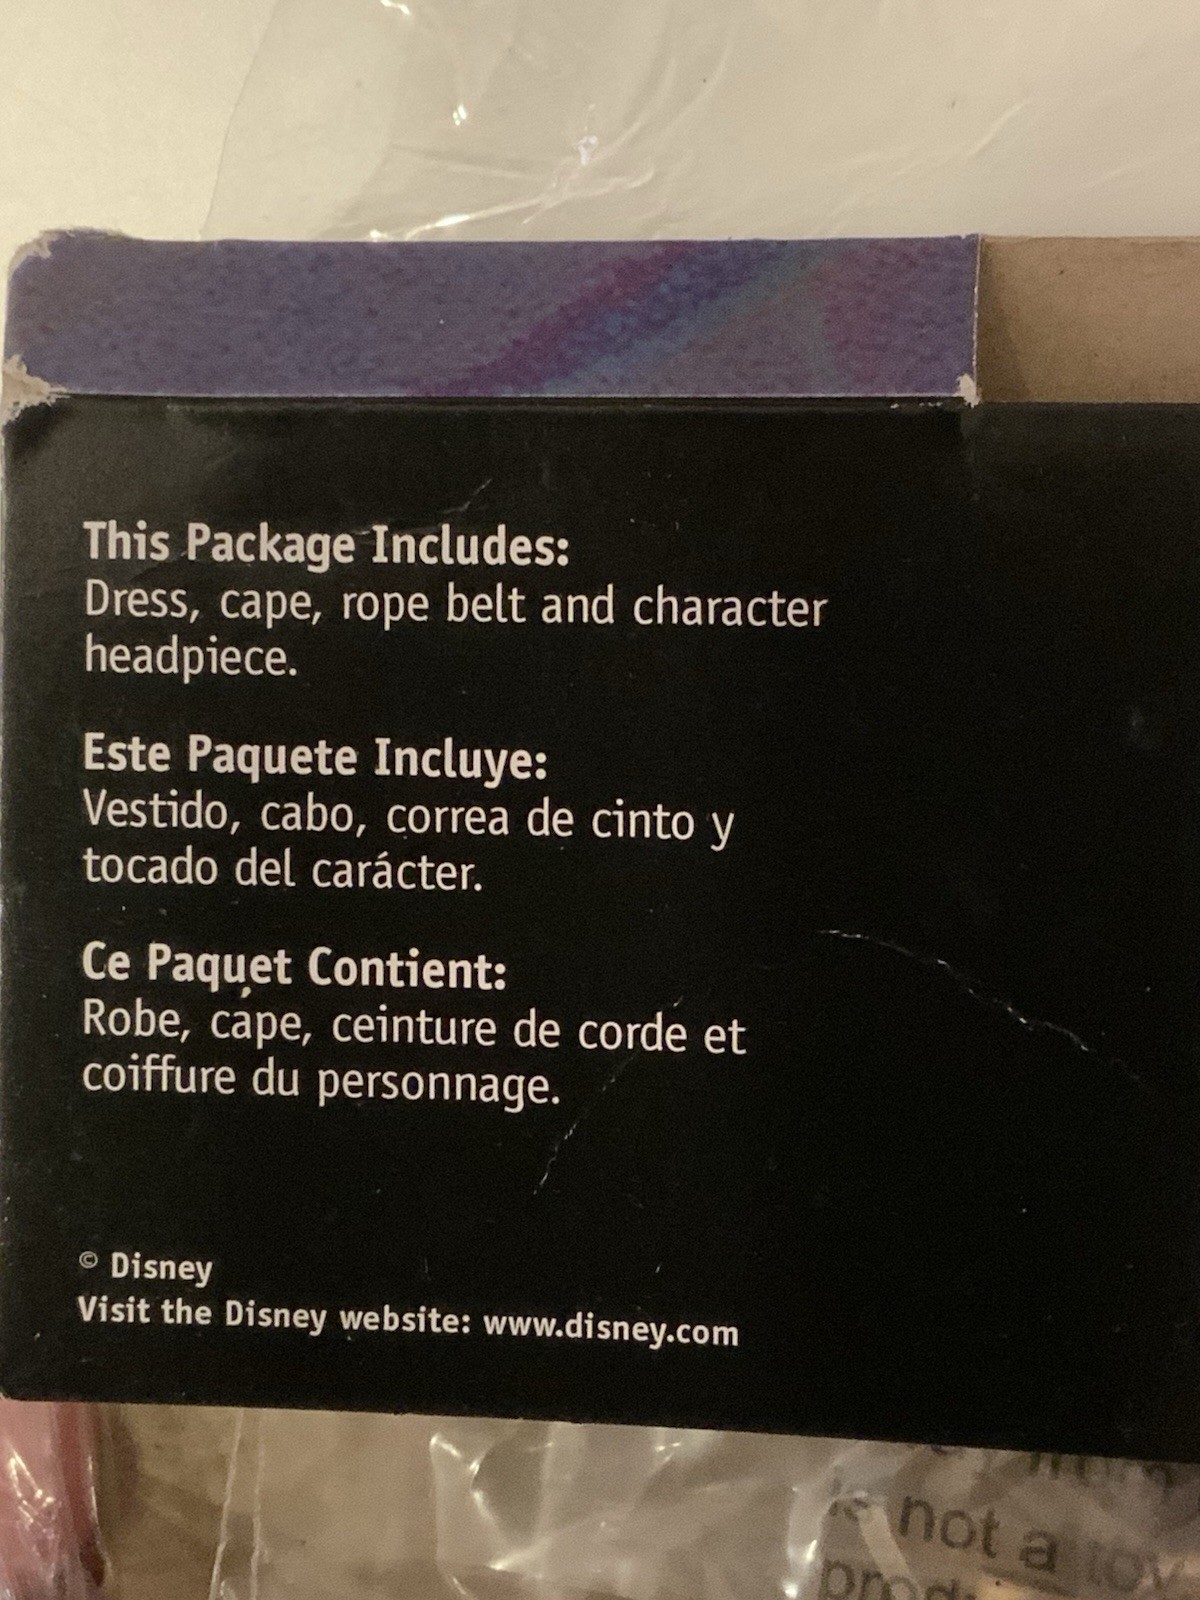 This Package Includes:
Dress, cape, rope belt and character
headpiece.
Este Paquete Incluye:
Vestido, cabo, correa de cinto y
tocado del carácter.
Ce Paquet Contient:
Robe, cape, ceinture de corde et
coiffure du personnage.
© Disney
Visit the Disney website: www.disney.com
is not a toy